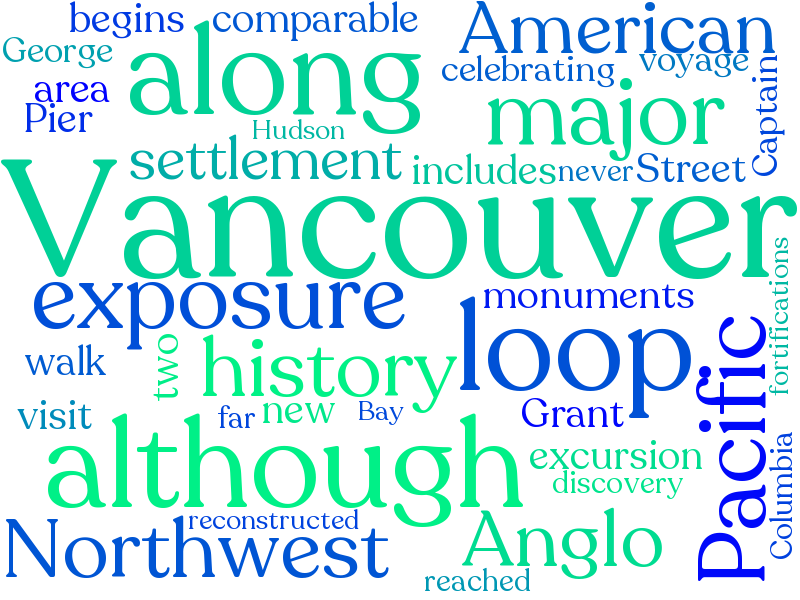 begins comparable American
George along celebrating voyage
area major Captain
Pier Hudson
settlement includes never Street
Vancouver
exposure monuments fortifications
loop
walk two history Pacific
visit far new Bay Grant
although excursion Columbia
discovery
reconstructed
Northwest Anglo
reached